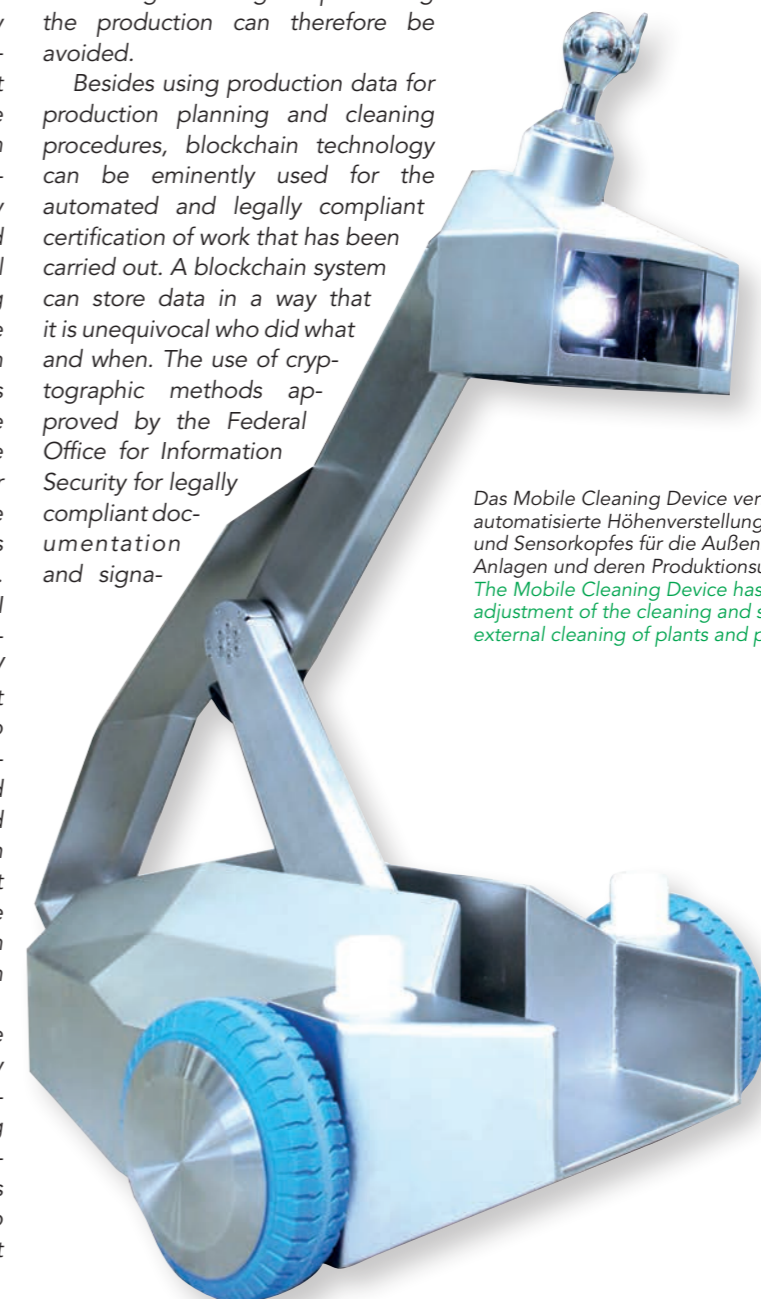 the production can therefore be
avoided.
Besides using production data for
production planning and cleaning
procedures, blockchain technology
can be eminently used for the
automated and legally compliant
certification of work that has been
carried out. A blockchain system
can store data in a way that
it is unequivocal who did what
and when. The use of cryp-
tographic methods ap-
proved by the Federal
Office for Information
Security for legally
compliant doc-
umentation
and signa-
Das Mobile Cleaning Device ver
automatisierte Höhenverstellung
und Sensorkopfes für die Außen
Anlagen und deren Produktionsu
The Mobile Cleaning Device has
adjustment of the cleaning and s
external cleaning of plants and p